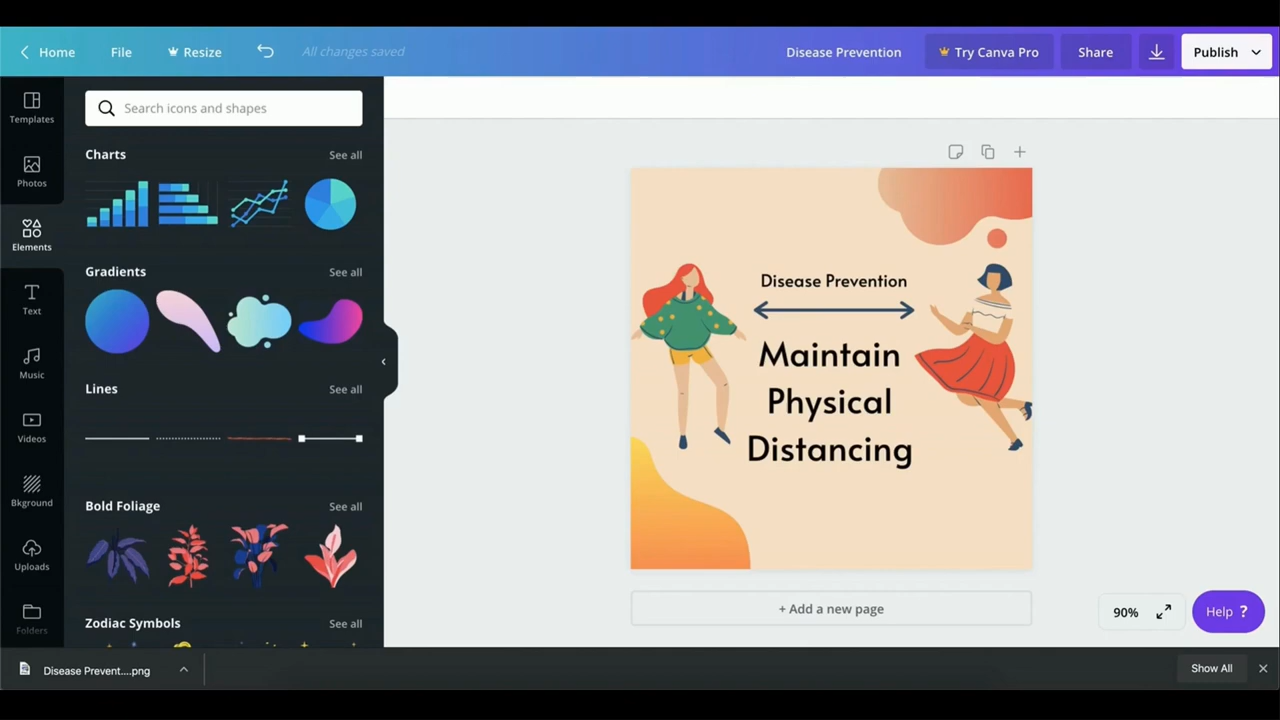 Home
File
Resize
All changes saved
Disease Prevention
Try Canva Pro
Share
Publish
Templates
Photos
Elements
Text
Music
Videos
Bkground
Uploads
Folders
Search icons and shapes
Charts
See all
Gradients
See all
Lines
See all
Bold Foliage
See all
Zodiac Symbols
See all
Disease Prevention
Maintain
Physical
Distancing
+ Add a new page
90%
Help ?
Disease Prevent....png
Show All